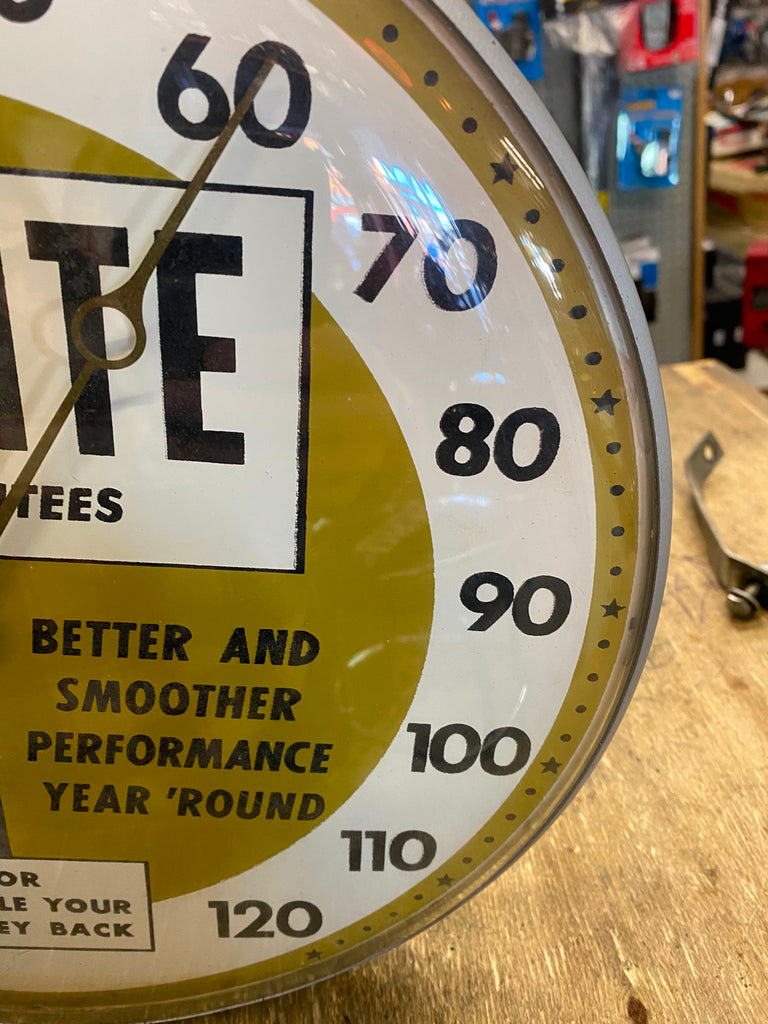 60
70
80
90
100
110
120
TE
TEES
BETTER AND
SMOOTHER
PERFORMANCE
YEAR 'ROUND
OR
LE YOUR
EY BACK